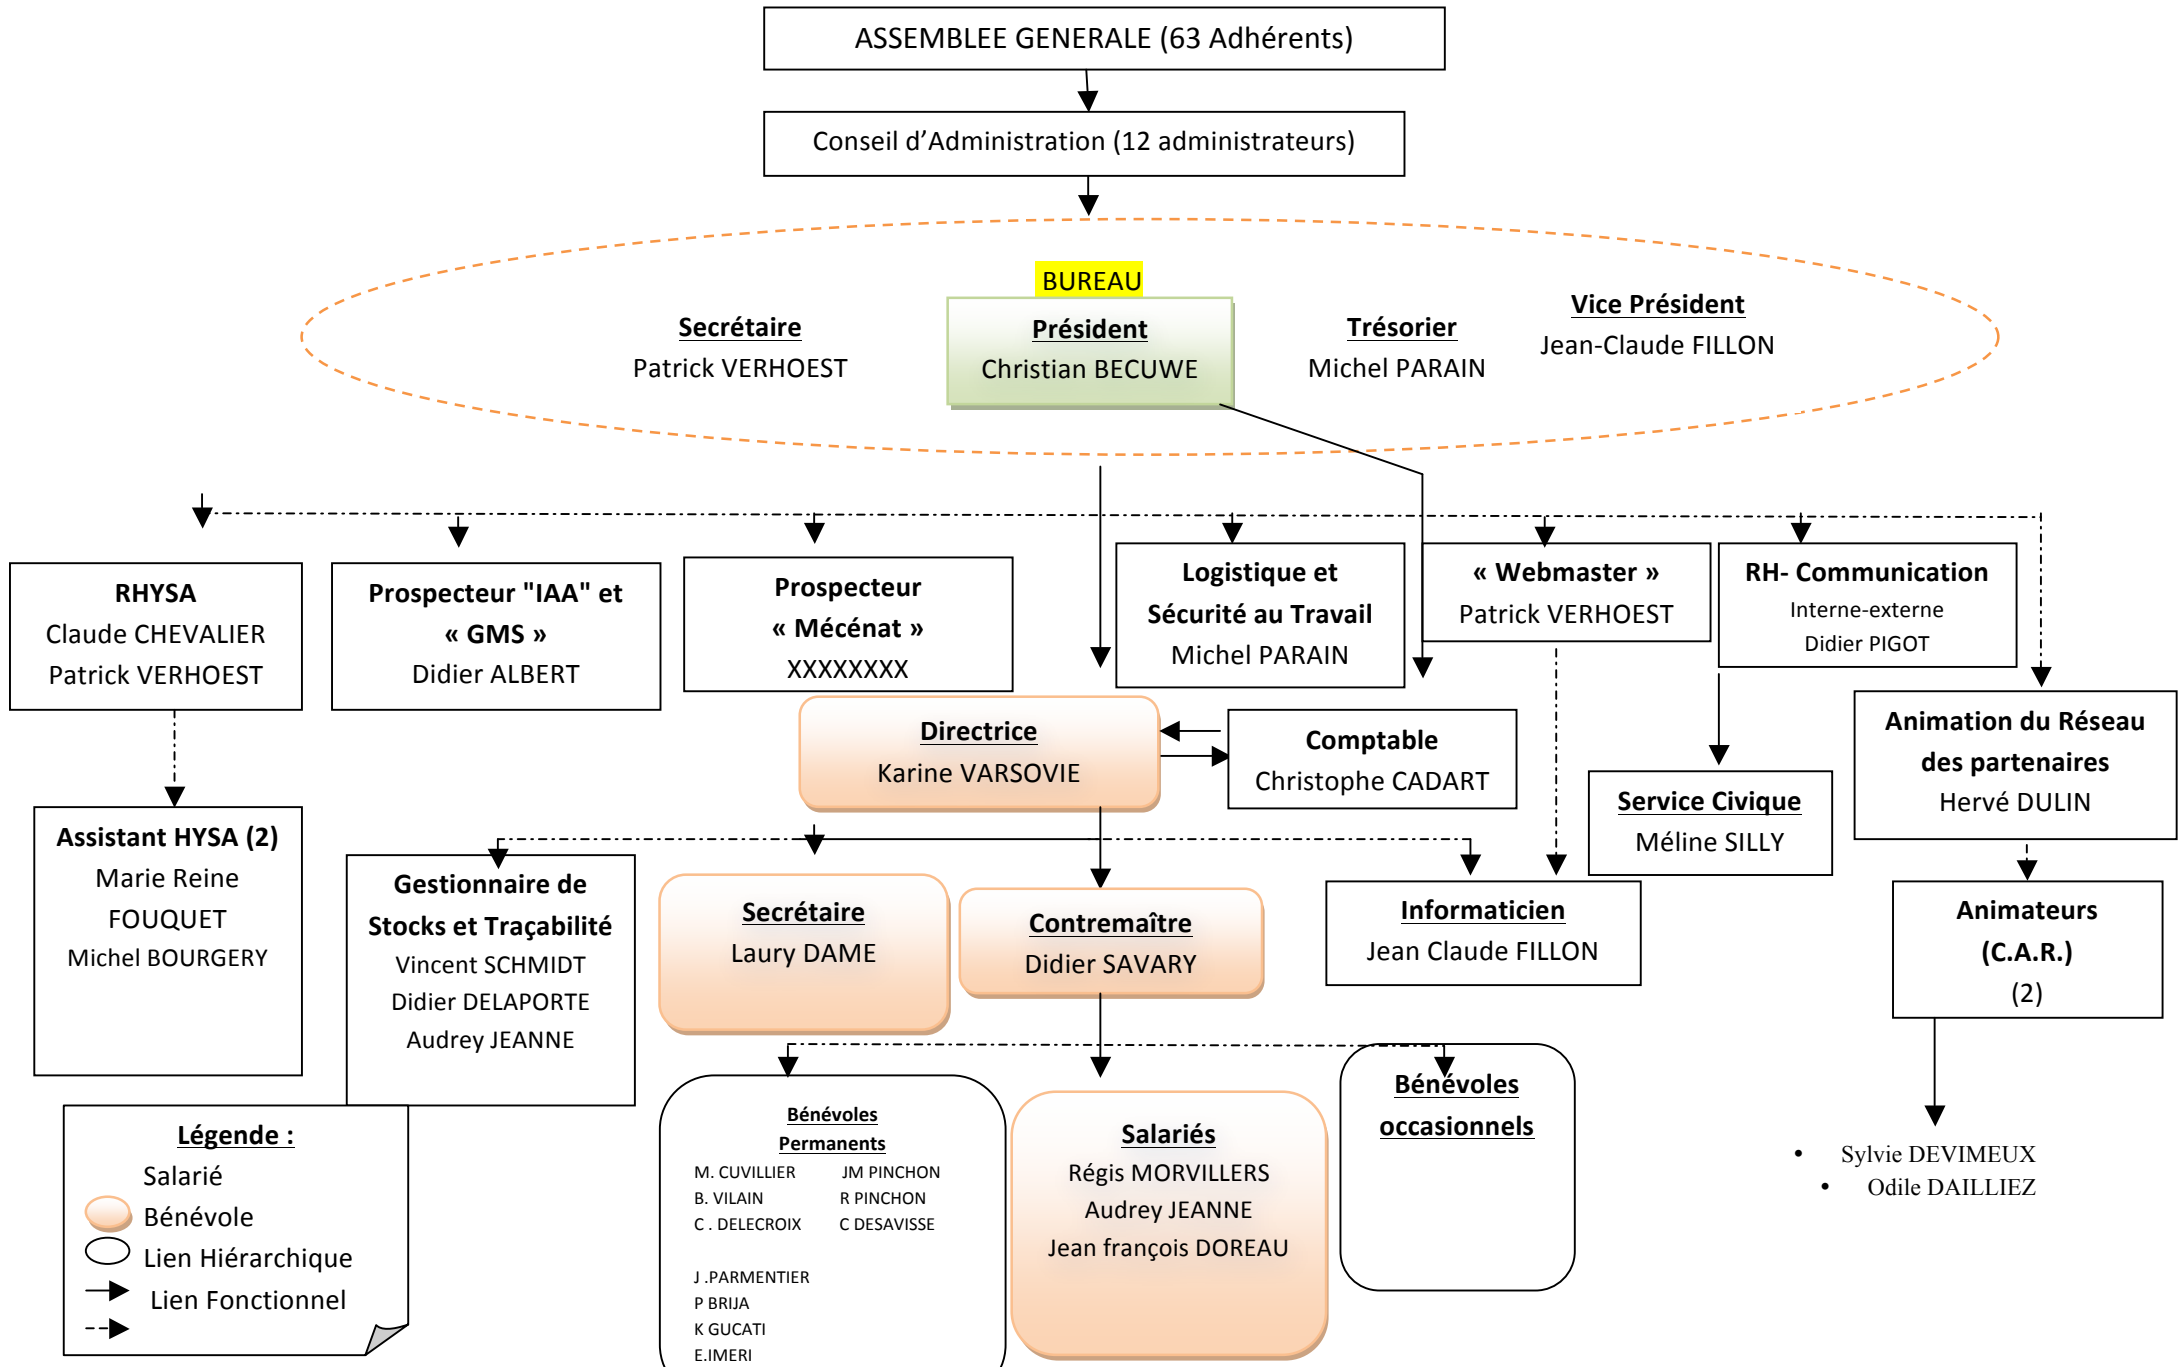 ASSEMBLEE GENERALE (63 Adhérents)
Conseil d'Administration (12 administrateurs)
BUREAU
Secrétaire
Patrick VERHOEST
Président
Christian BECUWE
Trésorier
Michel PARAIN
Vice Président
Jean-Claude FILLON
RHYSA
Claude CHEVALIER
Patrick VERHOEST
Prospecteur "IAA" et
« GMS »
Didier ALBERT
Prospecteur
« Mécénat »
XXXXXXXX
Logistique et
Sécurité au Travail
Michel PARAIN
« Webmaster »
Patrick VERHOEST
RH- Communication
Interne-externe
Didier PIGOT
Directrice
Karine VARSOVIE
Comptable
Christophe CADART
Service Civique
Méline SILLY
Animation du Réseau
des partenaires
Hervé DULIN
Assistant HYSA (2)
Marie Reine
FOUQUET
Michel BOURGERY
Gestionnaire de
Stocks et Traçabilité
Vincent SCHMIDT
Didier DELAPORTE
Audrey JEANNE
Secrétaire
Laury DAME
Contremaître
Didier SAVARY
Informaticien
Jean Claude FILLON
Animateurs
(C.A.R.)
(2)
• Sylvie DEVIMEUX
• Odile DAILLIEZ
Légende :
Salarié
Bénévole
Lien Hiérarchique
Lien Fonctionnel
Bénévoles
Permanents
M. CUVILLIER JM PINCHON
B. VILAIN R PINCHON
C . DELECROIX C DESAVISSE
J .PARMENTIER
P BRIJA
K GUCATI
E.IMERI
Salariés
Régis MORVILLERS
Audrey JEANNE
Jean françois DOREAU
Bénévoles
occasionnels